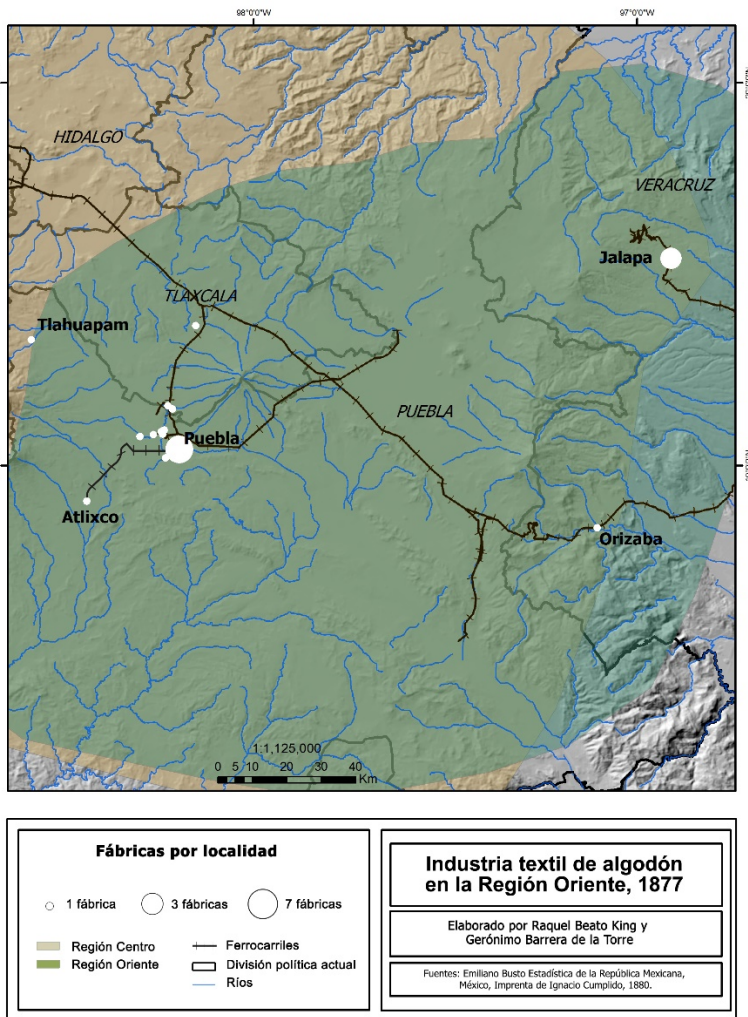 98°0'0"W
97°0'0"W
HIDALGO
VERACRUZ
Jalapa
TLAXCALA
Tlahuapam
PUEBLA
Puebla
Atlixco
Orizaba
1:1,125,000
0 5 10 20 30 40
Km
Fábricas por localidad
1 fábrica
3 fábricas
7 fábricas
Región Centro
Región Oriente
Ferrocarriles
División política actual
Ríos
Industria textil de algodón
en la Región Oriente, 1877
Elaborado por Raquel Beato King y
Gerónimo Barrera de la Torre
Fuentes: Emiliano Busto Estadística de la República Mexicana,
México, Imprenta de Ignacio Cumplido, 1880.